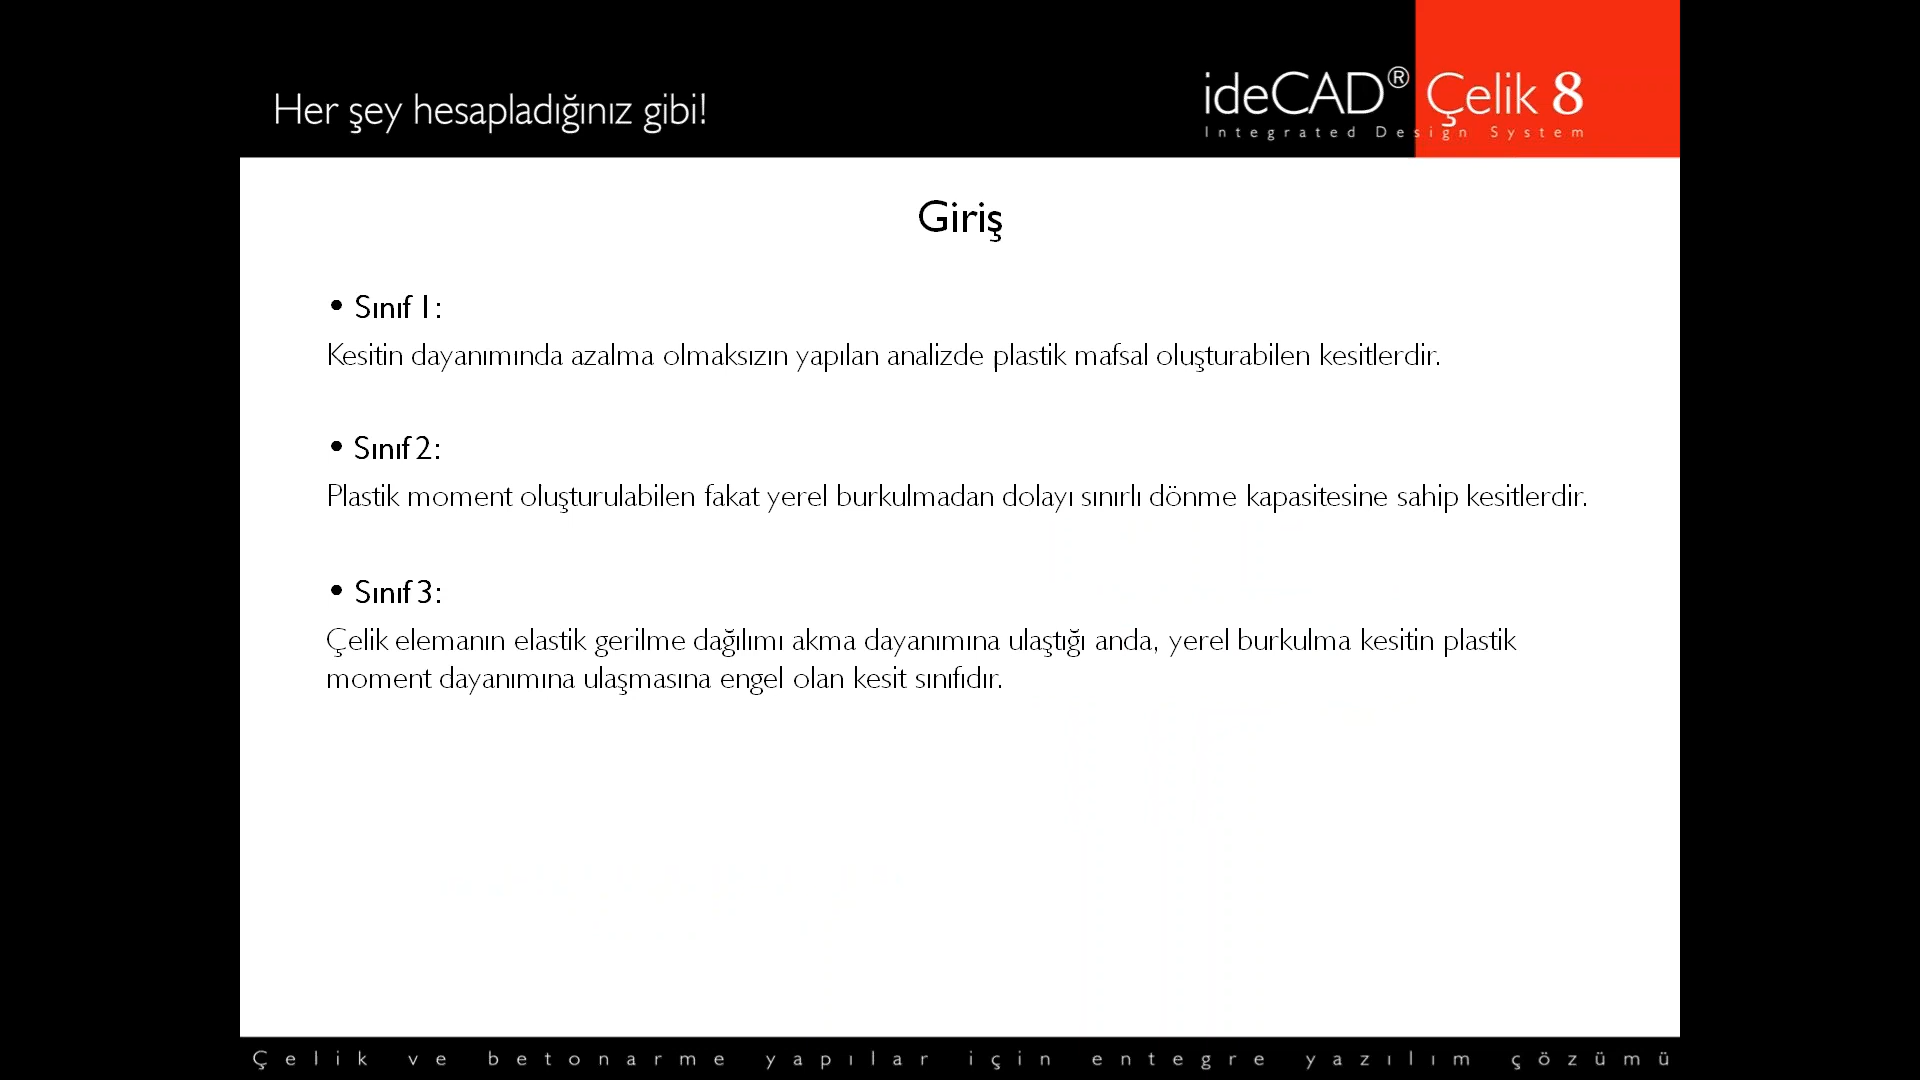 Her şey hesapladığınız gibi!
ideCAD® Çelik 8
Integrated Design System
Giriş
• Sınıf 1:
Kesitin dayanımında azalma olmaksızın yapılan analizde plastik mafsal oluşturabilen kesitlerdir.
• Sınıf 2:
Plastik moment oluşturulabilen fakat yerel burkulmadan dolayı sınırlı dönme kapasitesine sahip kesitlerdir.
• Sınıf 3:
Çelik elemanın elastik gerilme dağılımı akma dayanımına ulaştığı anda, yerel burkulma kesitin plastik
moment dayanımına ulaşmasına engel olan kesit sınıfıdır.
Çelik ve betonarme yapılar için entegre yazılım çözümü